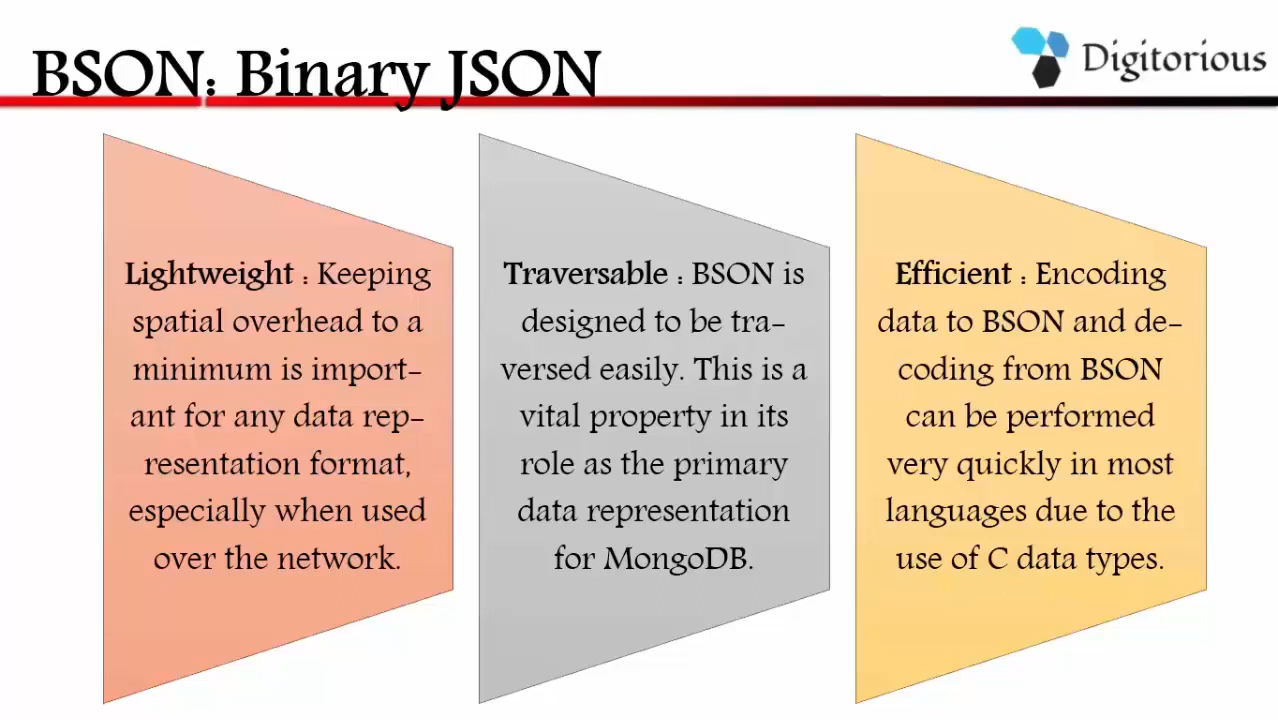 BSON: Binary JSON
Digitorious
Lightweight : Keeping
spatial overhead to a
minimum is import-
ant for any data rep-
resentation format,
especially when used
over the network.
Traversable : BSON is
designed to be tra-
versed easily. This is a
vital property in its
role as the primary
data representation
for MongoDB.
Efficient : Encoding
data to BSON and de-
coding from BSON
can be performed
very quickly in most
languages due to the
use of C data types.